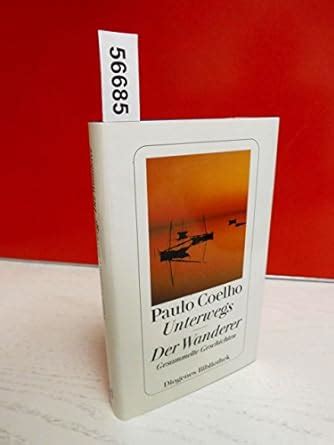 56685
Paulo Coelho
Unterwegs
Der Wanderer
Gesammelte Geschichten
Diogenes Bibliothek